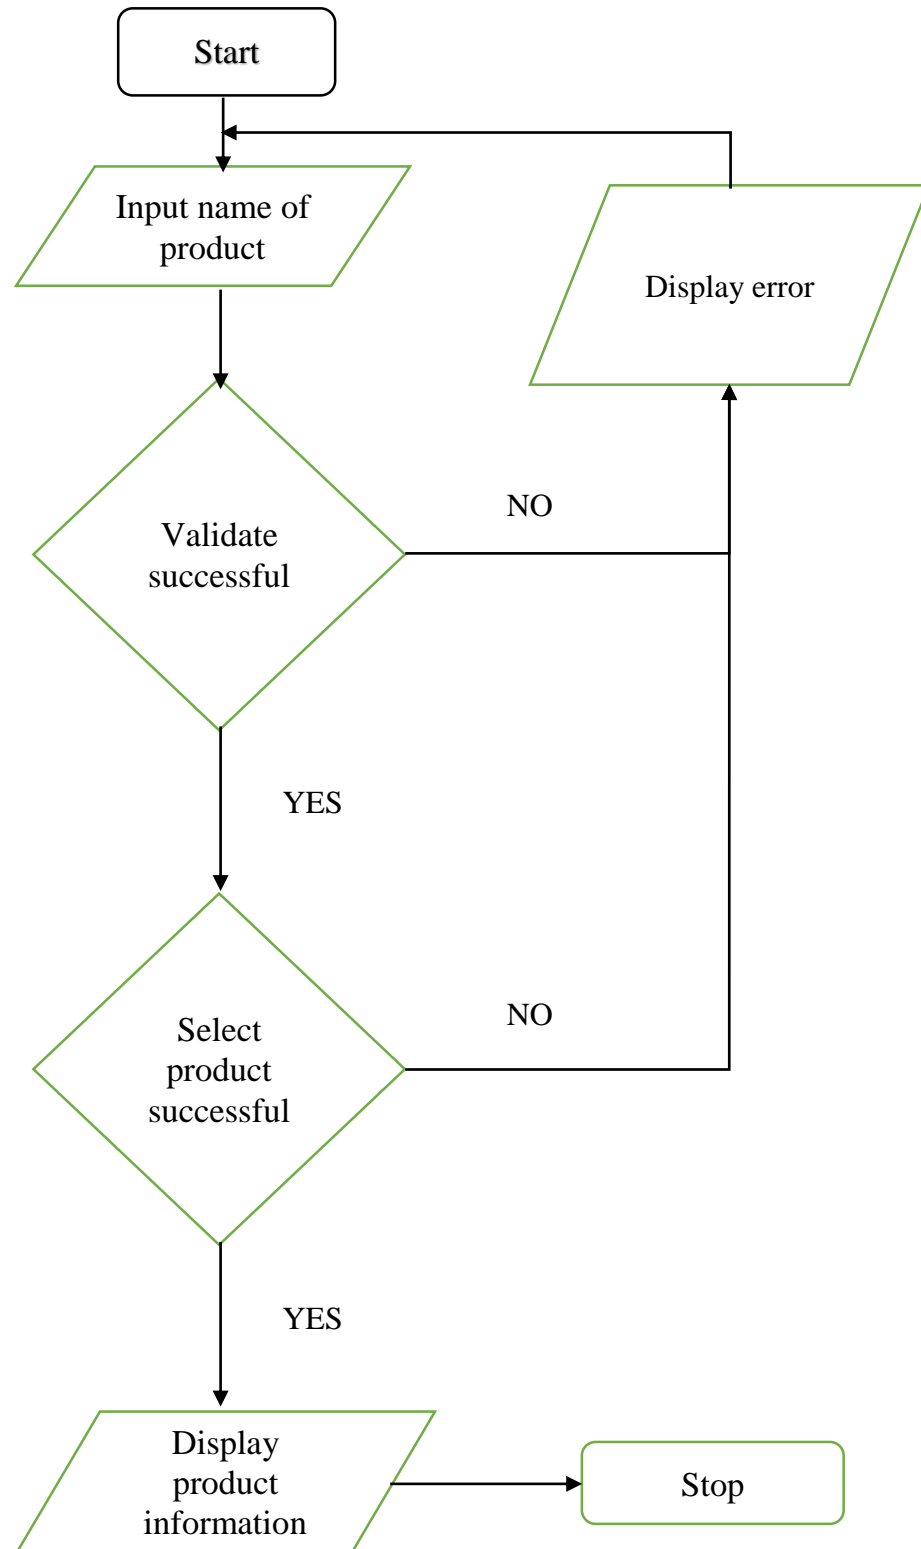 Start
Input name of
product
Display error
NO
Validate
successful
YES
NO
Select
product
successful
YES
Display
product
information
Stop